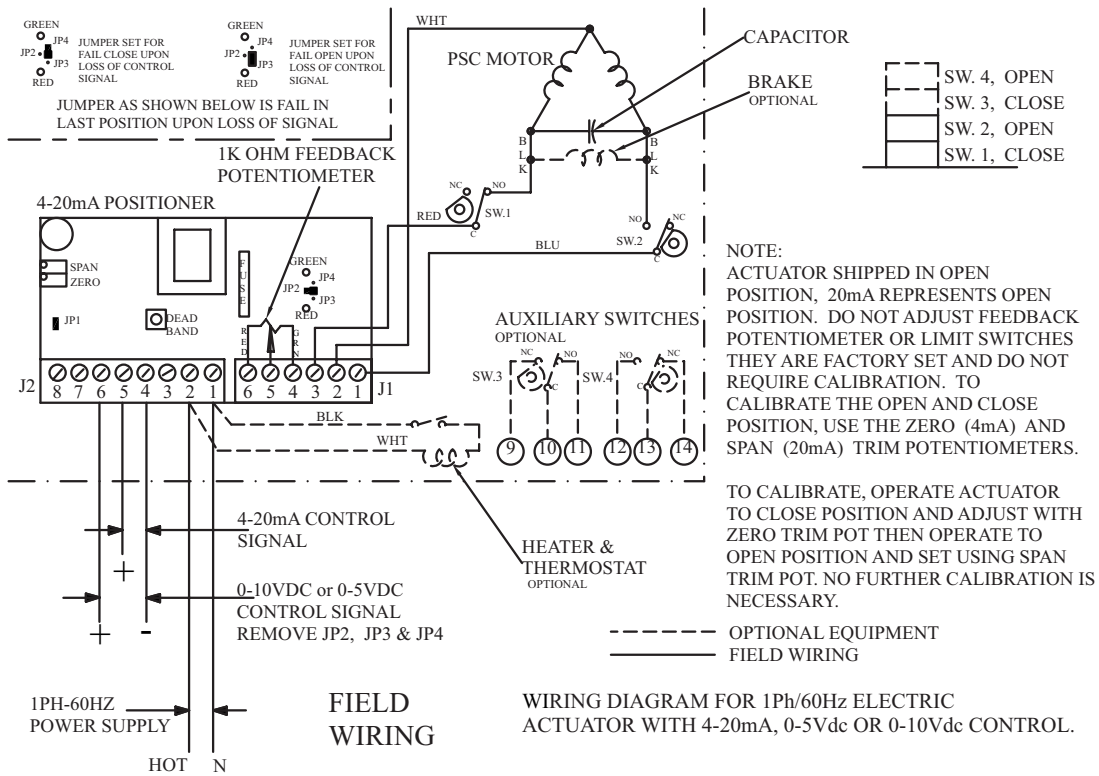 GREEN
JP4
JP2
JP3
RED
JUMPER SET FOR
FAIL CLOSE UPON
LOSS OF CONTROL
SIGNAL
GREEN
JP4
JP2
JP3
RED
JUMPER SET FOR
FAIL OPEN UPON
LOSS OF CONTROL
SIGNAL
JUMPER AS SHOWN BELOW IS FAIL IN
LAST POSITION UPON LOSS OF SIGNAL
WHT
PSC MOTOR
CAPACITOR
BRAKE
OPTIONAL
B
L
K
B
L
K
SW. 4, OPEN
SW. 3, CLOSE
SW. 2, OPEN
SW. 1, CLOSE
1K OHM FEEDBACK
POTENTIOMETER
NC
NO
RED
SW.1
C
NO
NC
SW.2
C
BLU
4-20mA POSITIONER
SPAN
ZERO
JP1
DEAD
BAND
F
U
S
E
GREEN
JP4
JP2
JP3
RED
R
E
D
G
R
N
J2
8 7 6 5 4 3 2 1
6 5 4 3 2 1
J1
AUXILIARY SWITCHES
OPTIONAL
NC
NO
SW.3
C
NO
NC
SW.4
C
9 10 11 12 13 14
BLK
WHT
HEATER &
THERMOSTAT
OPTIONAL
NOTE:
ACTUATOR SHIPPED IN OPEN
POSITION, 20mA REPRESENTS OPEN
POSITION. DO NOT ADJUST FEEDBACK
POTENTIOMETER OR LIMIT SWITCHES
THEY ARE FACTORY SET AND DO NOT
REQUIRE CALIBRATION. TO
CALIBRATE THE OPEN AND CLOSE
POSITION, USE THE ZERO (4mA) AND
SPAN (20mA) TRIM POTENTIOMETERS.
TO CALIBRATE, OPERATE ACTUATOR
TO CLOSE POSITION AND ADJUST WITH
ZERO TRIM POT THEN OPERATE TO
OPEN POSITION AND SET USING SPAN
TRIM POT. NO FURTHER CALIBRATION IS
NECESSARY.
4-20mA CONTROL
SIGNAL
+
0-10VDC or 0-5VDC
CONTROL SIGNAL
REMOVE JP2, JP3 & JP4
+ -
OPTIONAL EQUIPMENT
FIELD WIRING
1PH-60HZ
POWER SUPPLY
HOT N
FIELD
WIRING
WIRING DIAGRAM FOR 1Ph/60Hz ELECTRIC
ACTUATOR WITH 4-20mA, 0-5Vdc OR 0-10Vdc CONTROL.